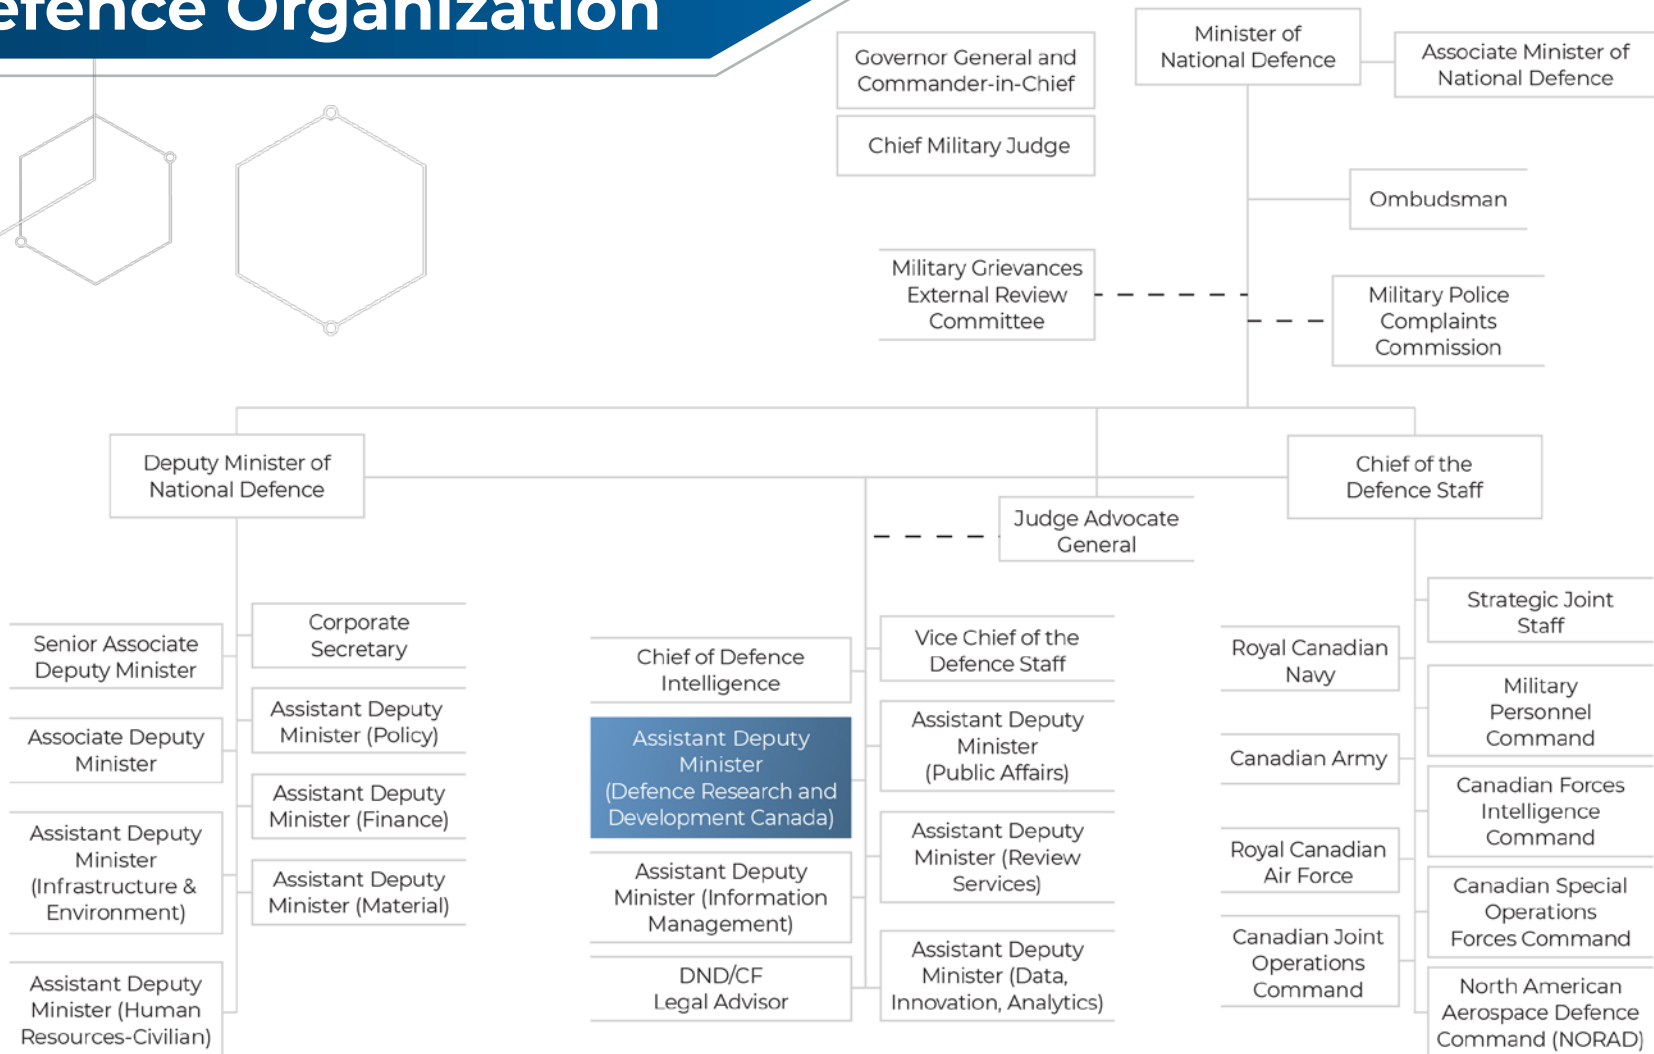 efence Organization
Governor General and
Commander-in-Chief
Chief Military Judge
Minister of
National Defence
Associate Minister of
National Defence
Ombudsman
Military Grievances
External Review
Committee
Military Police
Complaints
Commission
Deputy Minister of
National Defence
Chief of the
Defence Staff
Judge Advocate
General
Senior Associate
Deputy Minister
Associate Deputy
Minister
Assistant Deputy
Minister
(Infrastructure &
Environment)
Assistant Deputy
Minister (Human
Resources-Civilian)
Corporate
Secretary
Assistant Deputy
Minister (Policy)
Assistant Deputy
Minister (Finance)
Assistant Deputy
Minister (Material)
Chief of Defence
Intelligence
Assistant Deputy
Minister
(Defence Research and
Development Canada)
Assistant Deputy
Minister (Information
Management)
DND/CF
Legal Advisor
Vice Chief of the
Defence Staff
Assistant Deputy
Minister
(Public Affairs)
Assistant Deputy
Minister (Review
Services)
Assistant Deputy
Minister (Data,
Innovation, Analytics)
Royal Canadian
Navy
Canadian Army
Royal Canadian
Air Force
Canadian Joint
Operations
Command
Strategic Joint
Staff
Military
Personnel
Command
Canadian Forces
Intelligence
Command
Canadian Special
Operations
Forces Command
North American
Aerospace Defence
Command (NORAD)